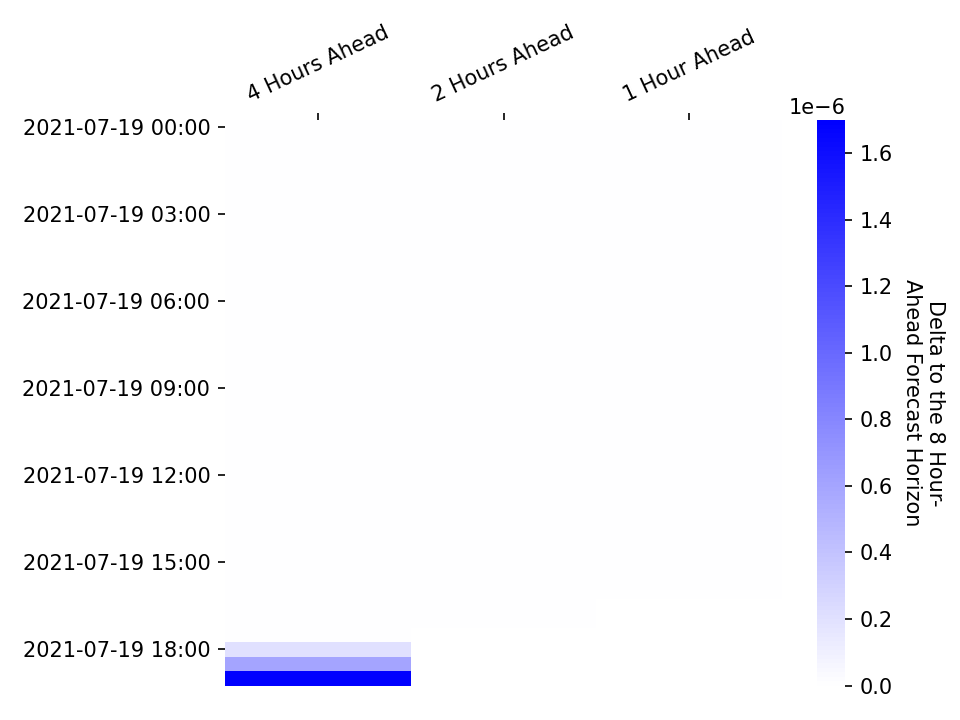 4 Hours Ahead
2 Hours Ahead
1 Hour Ahead
1e−6
2021-07-19 00:00
2021-07-19 03:00
2021-07-19 06:00
2021-07-19 09:00
2021-07-19 12:00
2021-07-19 15:00
2021-07-19 18:00
1.6
1.4
1.2
1.0
0.8
0.6
0.4
0.2
0.0
Delta to the 8 Hour-
Ahead Forecast Horizon